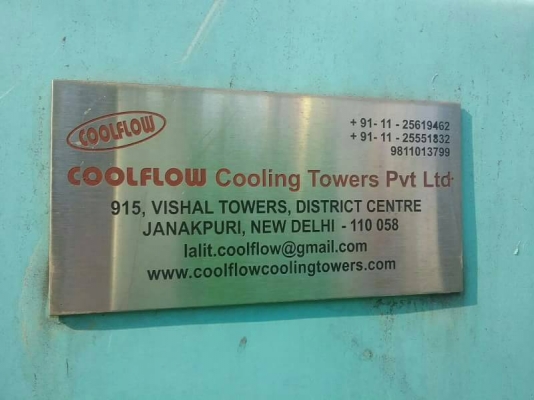 COOLFLOW
+ 91- 11 - 25619462
+ 91- 11 - 25551832
9811013799
COOLFLOW Cooling Towers Pvt Ltd
915, VISHAL TOWERS, DISTRICT CENTRE
JANAKPURI, NEW DELHI - 110 058
lalit.coolflow@gmail.com
www.coolflowcoolingtowers.com